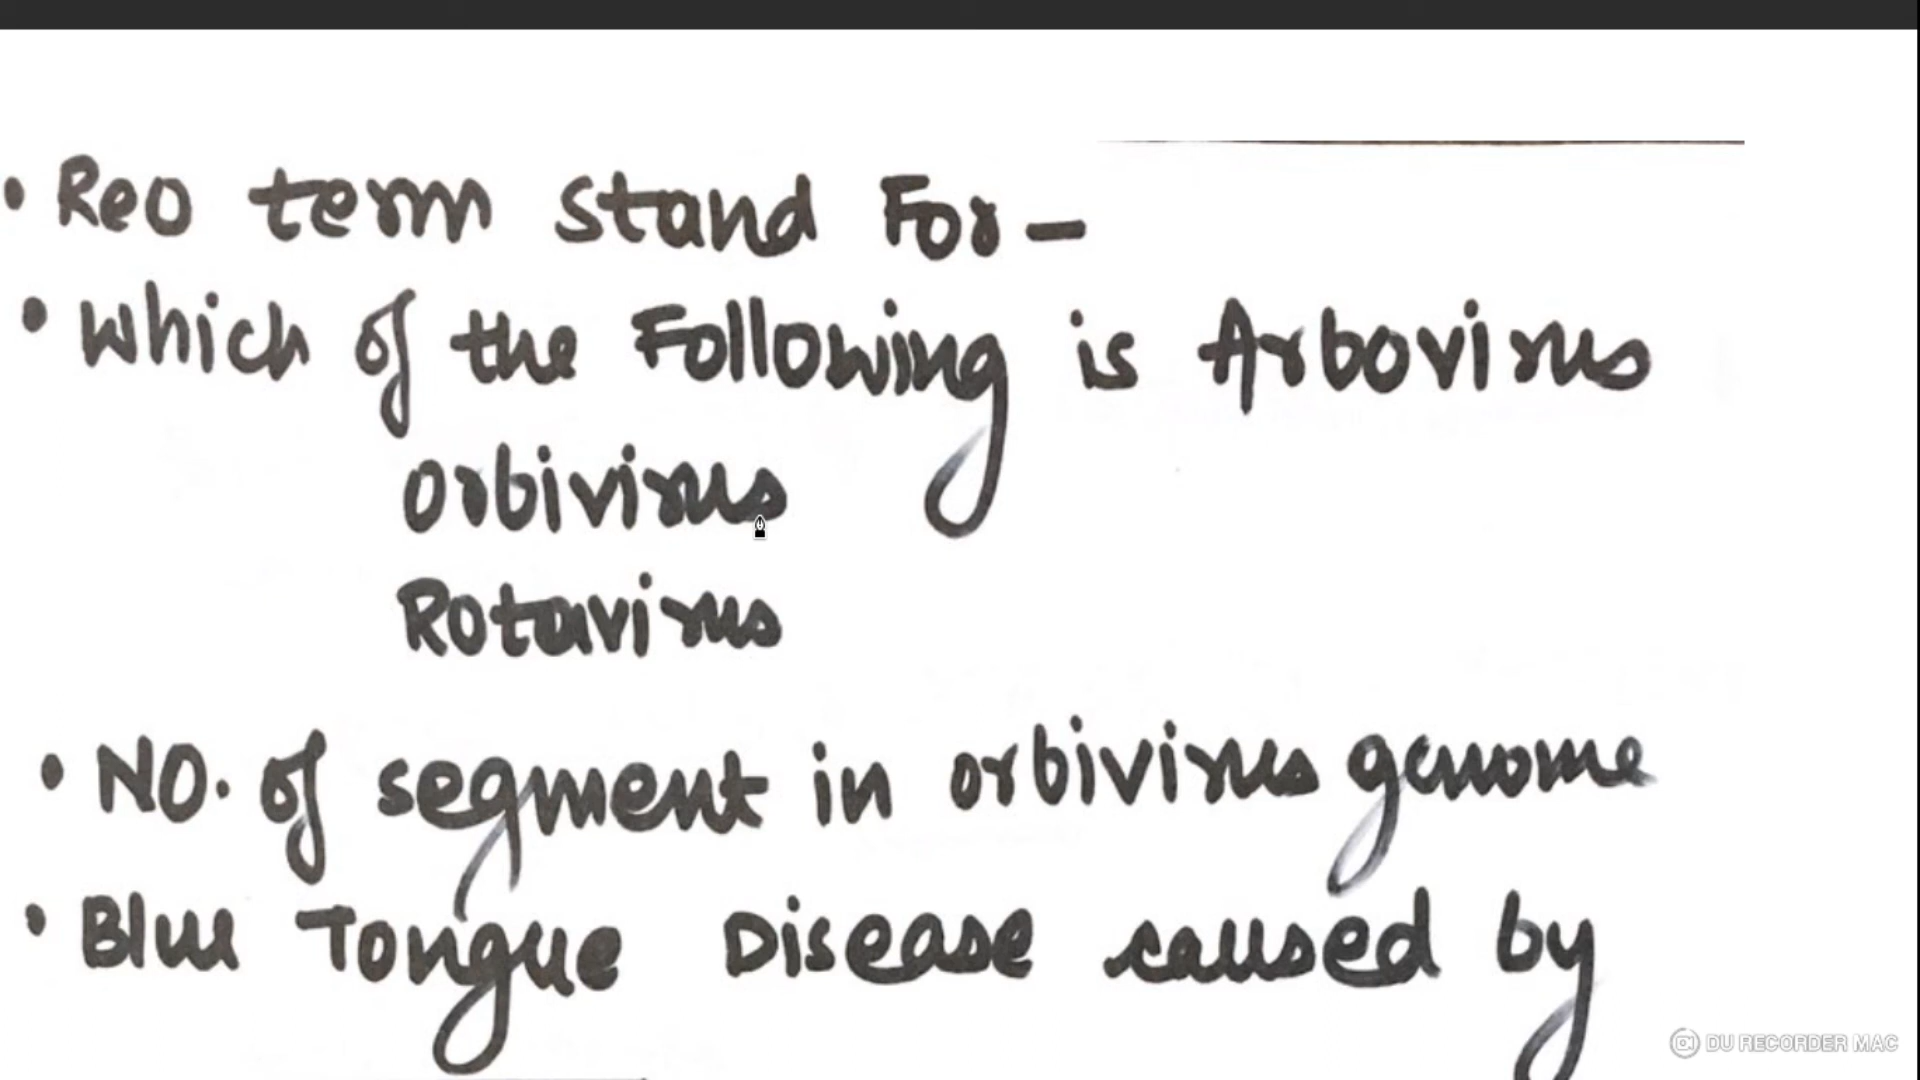 • Reo term stand For-
• Which of the Following is Arbovirus
Orbivirus
Rotavirus
• NO. of segment in orbivirus genome
• Blue Tongue Disease caused by
DU RECORDER MAC